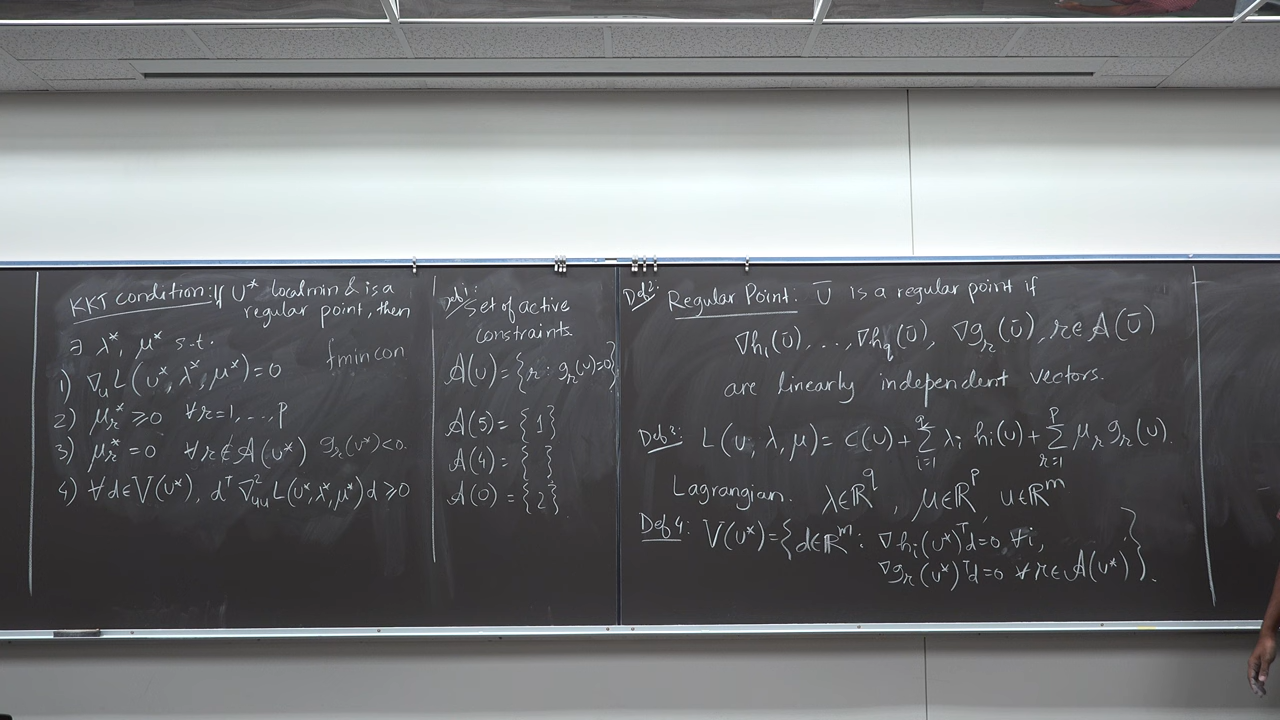 KKT condition: If u* local min & is a
regular point, then
∃ λ*, μ* s.t.
fmincon
1) ∇ᵤL(u*, λ*, μ*) = 0
2) μᵣ* ≥ 0 ∀r=1, ..., p
3) μᵣ* = 0 ∀r∉A(u*) gᵣ(u*)<0.
4) ∀d∈V(u*), dᵀ∇²ᵤᵤL(u*, λ*, μ*)d ≥ 0
Def 1:
Set of active
constraints.
A(u) = {r : gᵣ(u)=0}
A(5) = {1}
A(4) = { }
A(0) = {2}
Def 2: Regular Point: ū is a regular point if
∇h₁(ū), ..., ∇h_q(ū), ∇gᵣ(ū), r∈A(ū)
are linearly independent vectors.
Def 3: L(u, λ, μ) = C(u) + ∑_{i=1}^{q} λᵢ hᵢ(u) + ∑_{r=1}^{p} μᵣ gᵣ(u).
Lagrangian. λ∈ℝ^q, μ∈ℝ^p, u∈ℝ^m
Def 4: V(u*) = {d∈ℝ^m : ∇hᵢ(u*)ᵀd=0 ∀i,
∇gᵣ(u*)ᵀd=0 ∀r∈A(u*)}.